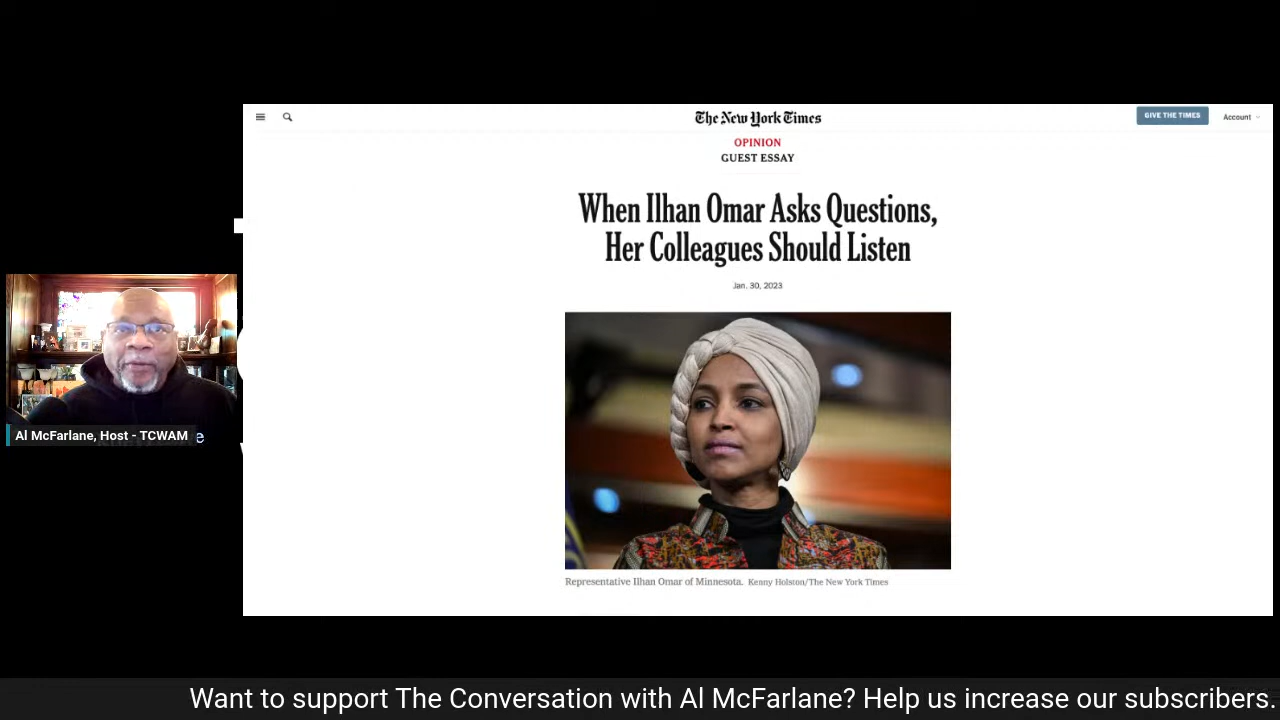 The New York Times
GIVE THE TIMES
Account
OPINION
GUEST ESSAY
When Ilhan Omar Asks Questions,
Her Colleagues Should Listen
Jan. 30, 2023
Representative Ilhan Omar of Minnesota. Kenny Holston/The New York Times
Al McFarlane, Host - TCWAM
Want to support The Conversation with Al McFarlane? Help us increase our subscribers.